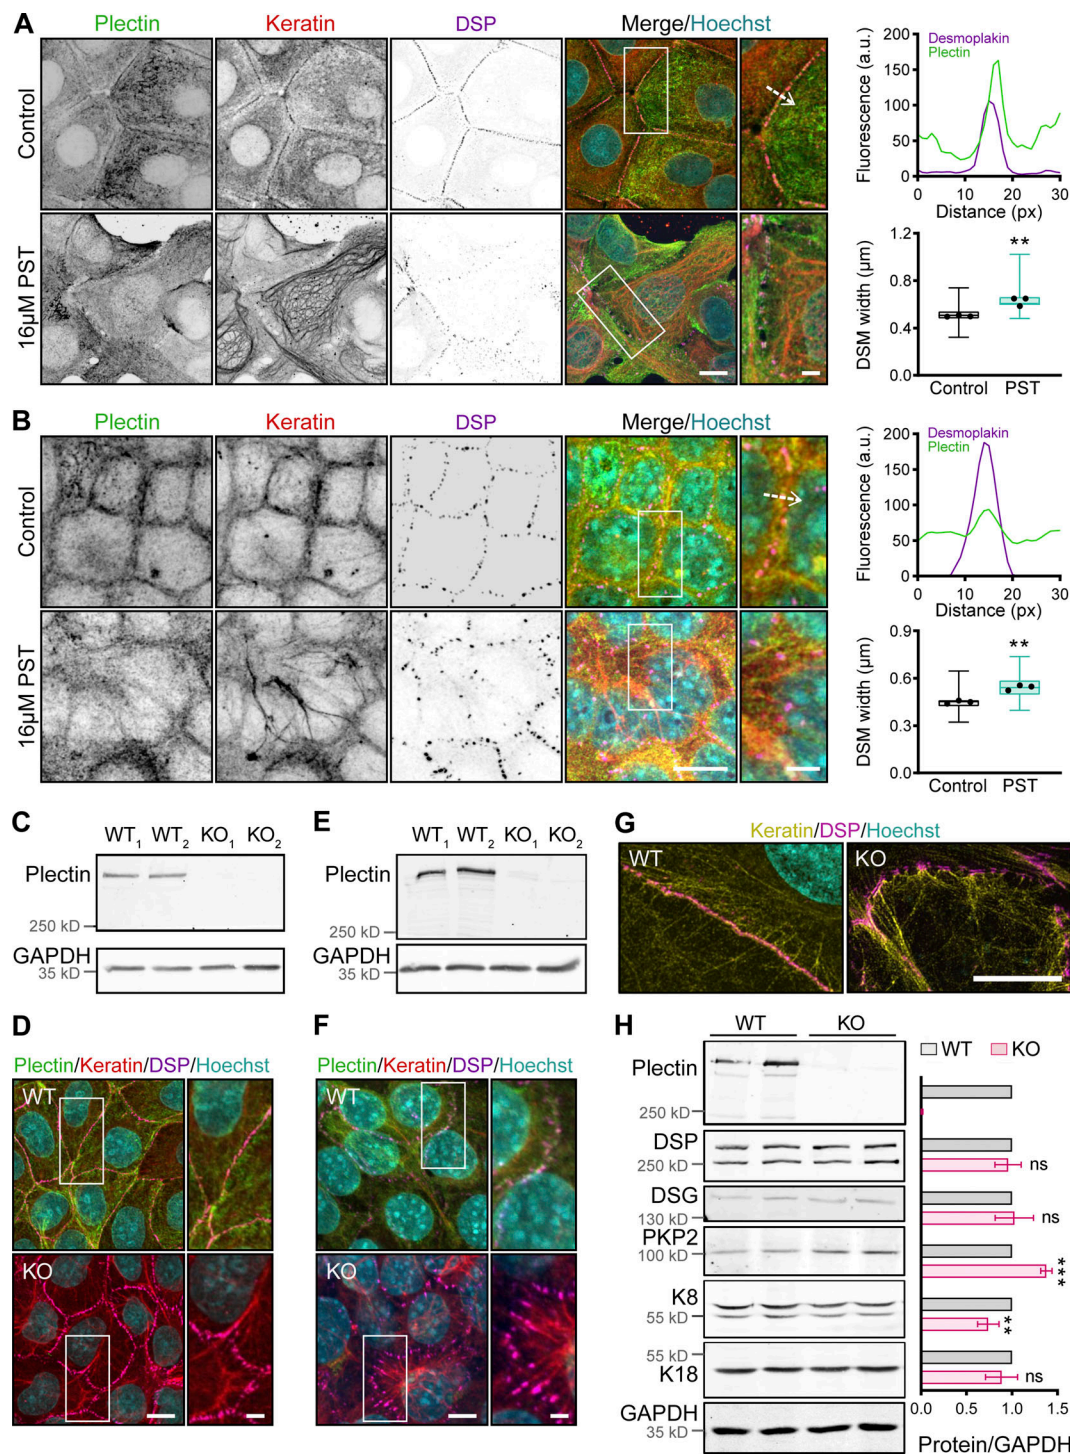 A
Plectin Keratin DSP Merge/Hoechst
Control
16µM PST
Fluorescence (a.u.)
200
150
100
50
0
Desmoplakin
Plectin
0 10 20 30
Distance (px)
DSM width (µm)
1.2
0.8
0.4
0.0
**
Control PST
B
Plectin Keratin DSP Merge/Hoechst
Control
16µM PST
Fluorescence (a.u.)
200
150
100
50
0
Desmoplakin
Plectin
0 10 20 30
Distance (px)
DSM width (µm)
0.9
0.6
0.3
0.0
**
Control PST
C
WT1 WT2 KO1 KO2
Plectin
250 kD
GAPDH
35 kD
D
Plectin/Keratin/DSP/Hoechst
WT
KO
E
WT1 WT2 KO1 KO2
Plectin
250 kD
GAPDH
35 kD
F
Plectin/Keratin/DSP/Hoechst
WT
KO
G
Keratin/DSP/Hoechst
WT KO
H
WT KO
Plectin
250 kD
DSP
250 kD
DSG
130 kD
PKP2
100 kD
K8
55 kD
55 kD
K18
GAPDH
35 kD
WT KO
ns
ns
***
**
ns
0.0 0.5 1.0 1.5
Protein/GAPDH